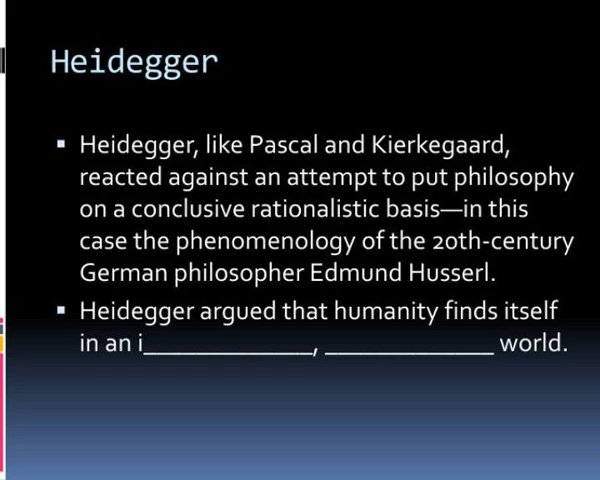 Heidegger
▪ Heidegger, like Pascal and Kierkegaard,
reacted against an attempt to put philosophy
on a conclusive rationalistic basis—in this
case the phenomenology of the 20th-century
German philosopher Edmund Husserl.
▪ Heidegger argued that humanity finds itself
in an i_____________, _____________ world.